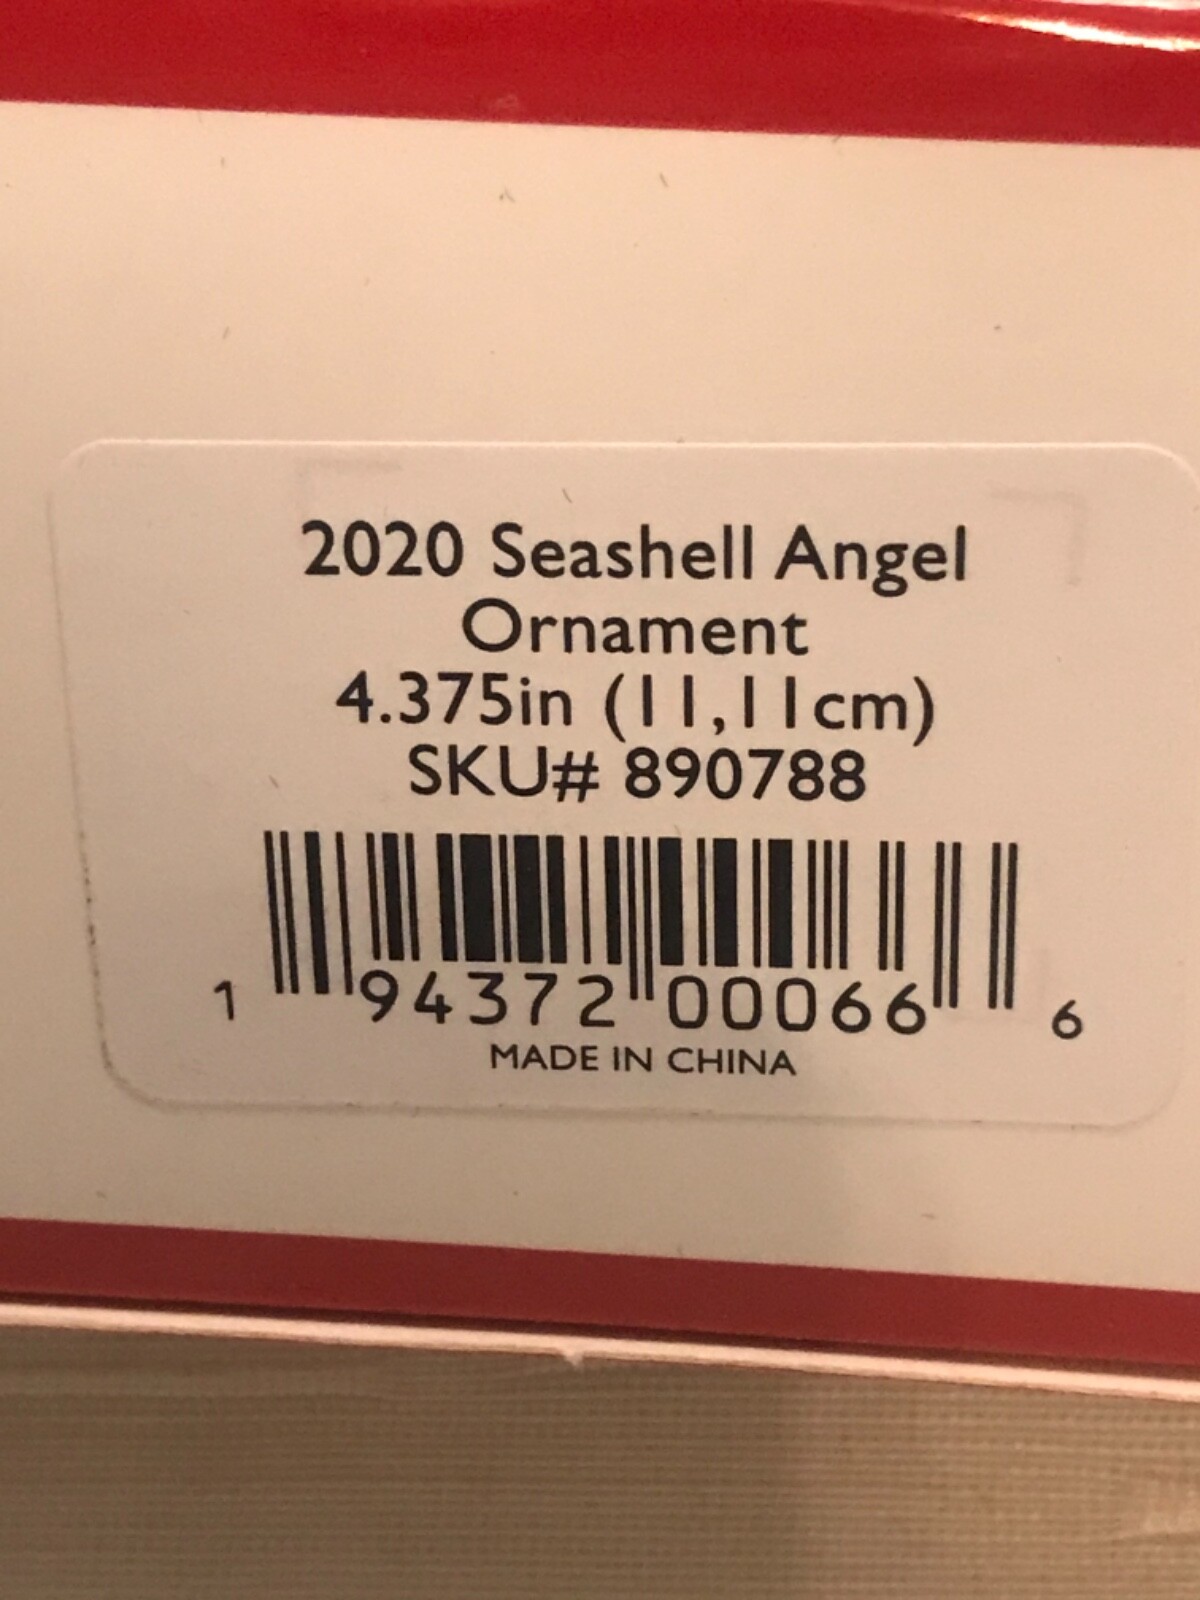 2020 Seashell Angel
Ornament
4.375in (11,11cm)
SKU# 890788
1 94372 00066 6
MADE IN CHINA